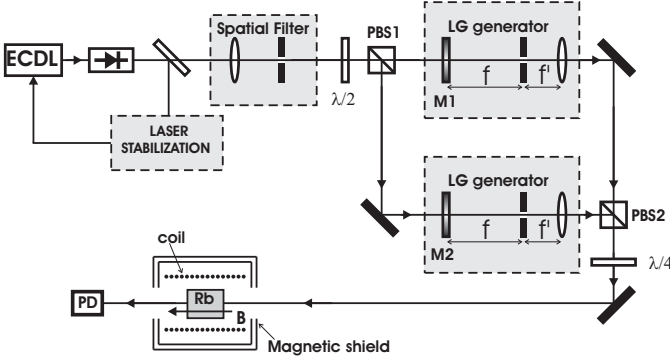 ECDL
LASER
STABILIZATION
Spatial Filter
λ/2
PBS1
LG generator
M1
f
f'
LG generator
M2
f
f'
PBS2
λ/4
coil
Rb
B
PD
Magnetic shield